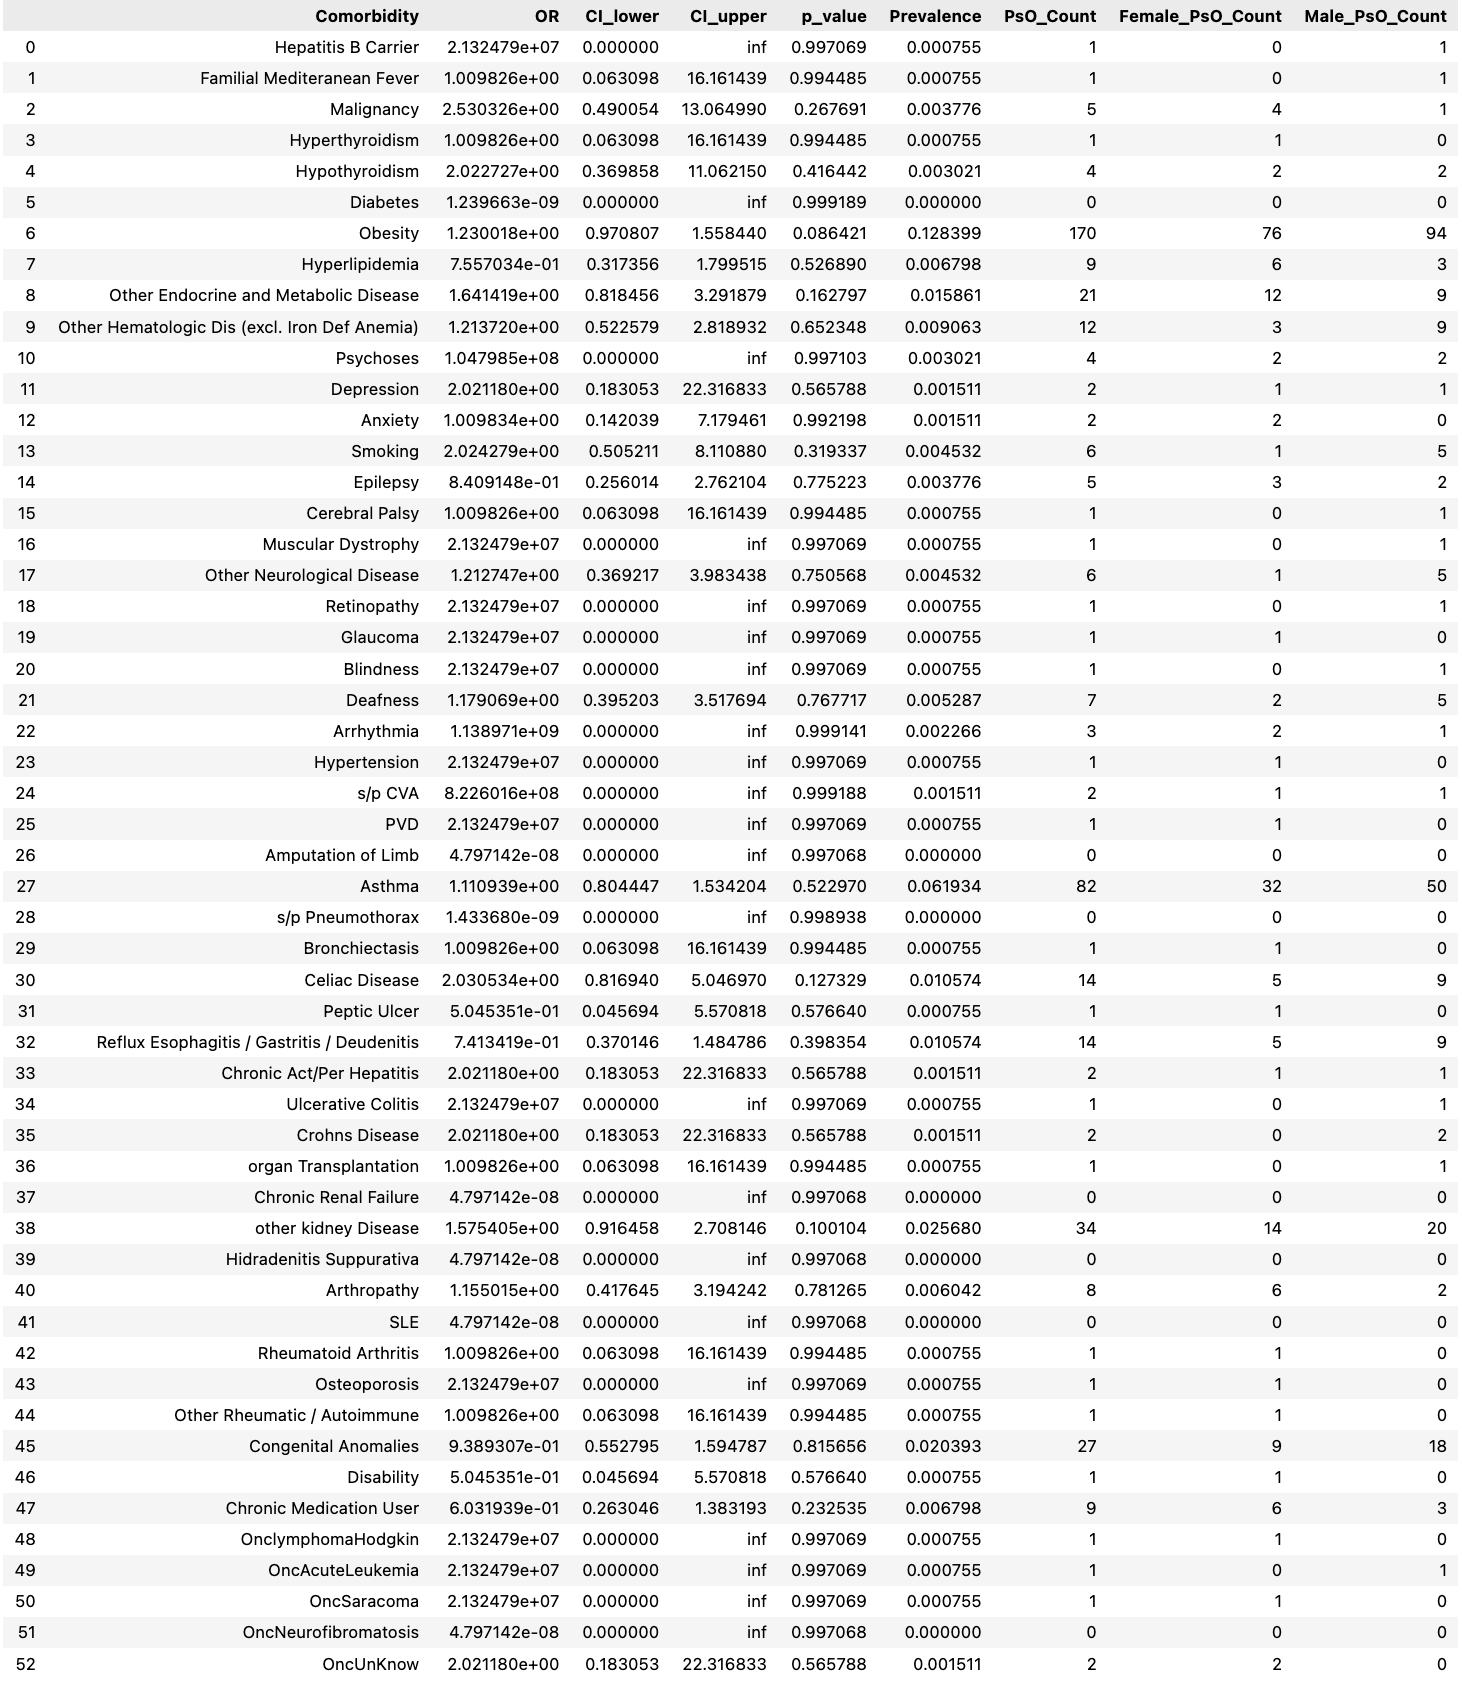 Comorbidity OR CI_lower CI_upper p_value Prevalence PsO_Count Female_PsO_Count Male_PsO_Count
0 Hepatitis B Carrier 2.132479e+07 0.000000 inf 0.997069 0.000755 1 0 1
1 Familial Mediteranean Fever 1.009826e+00 0.063098 16.161439 0.994485 0.000755 1 0 1
2 Malignancy 2.530326e+00 0.490054 13.064990 0.267691 0.003776 5 4 1
3 Hyperthyroidism 1.009826e+00 0.063098 16.161439 0.994485 0.000755 1 1 0
4 Hypothyroidism 2.022727e+00 0.369858 11.062150 0.416442 0.003021 4 2 2
5 Diabetes 1.239663e-09 0.000000 inf 0.999189 0.000000 0 0 0
6 Obesity 1.230018e+00 0.970807 1.558440 0.086421 0.128399 170 76 94
7 Hyperlipidemia 7.557034e-01 0.317356 1.799515 0.526890 0.006798 9 6 3
8 Other Endocrine and Metabolic Disease 1.641419e+00 0.818456 3.291879 0.162797 0.015861 21 12 9
9 Other Hematologic Dis (excl. Iron Def Anemia) 1.213720e+00 0.522579 2.818932 0.652348 0.009063 12 3 9
10 Psychoses 1.047985e+08 0.000000 inf 0.997103 0.003021 4 2 2
11 Depression 2.021180e+00 0.183053 22.316833 0.565788 0.001511 2 1 1
12 Anxiety 1.009834e+00 0.142039 7.179461 0.992198 0.001511 2 2 0
13 Smoking 2.024279e+00 0.505211 8.110880 0.319337 0.004532 6 1 5
14 Epilepsy 8.409148e-01 0.256014 2.762104 0.775223 0.003776 5 3 2
15 Cerebral Palsy 1.009826e+00 0.063098 16.161439 0.994485 0.000755 1 0 1
16 Muscular Dystrophy 2.132479e+07 0.000000 inf 0.997069 0.000755 1 0 1
17 Other Neurological Disease 1.212747e+00 0.369217 3.983438 0.750568 0.004532 6 1 5
18 Retinopathy 2.132479e+07 0.000000 inf 0.997069 0.000755 1 0 1
19 Glaucoma 2.132479e+07 0.000000 inf 0.997069 0.000755 1 1 0
20 Blindness 2.132479e+07 0.000000 inf 0.997069 0.000755 1 0 1
21 Deafness 1.179069e+00 0.395203 3.517694 0.767717 0.005287 7 2 5
22 Arrhythmia 1.138971e+09 0.000000 inf 0.999141 0.002266 3 2 1
23 Hypertension 2.132479e+07 0.000000 inf 0.997069 0.000755 1 1 0
24 s/p CVA 8.226016e+08 0.000000 inf 0.999188 0.001511 2 1 1
25 PVD 2.132479e+07 0.000000 inf 0.997069 0.000755 1 1 0
26 Amputation of Limb 4.797142e-08 0.000000 inf 0.997068 0.000000 0 0 0
27 Asthma 1.110939e+00 0.804447 1.534204 0.522970 0.061934 82 32 50
28 s/p Pneumothorax 1.433680e-09 0.000000 inf 0.998938 0.000000 0 0 0
29 Bronchiectasis 1.009826e+00 0.063098 16.161439 0.994485 0.000755 1 1 0
30 Celiac Disease 2.030534e+00 0.816940 5.046970 0.127329 0.010574 14 5 9
31 Peptic Ulcer 5.045351e-01 0.045694 5.570818 0.576640 0.000755 1 1 0
32 Reflux Esophagitis / Gastritis / Deudenitis 7.413419e-01 0.370146 1.484786 0.398354 0.010574 14 5 9
33 Chronic Act/Per Hepatitis 2.021180e+00 0.183053 22.316833 0.565788 0.001511 2 1 1
34 Ulcerative Colitis 2.132479e+07 0.000000 inf 0.997069 0.000755 1 0 1
35 Crohns Disease 2.021180e+00 0.183053 22.316833 0.565788 0.001511 2 0 2
36 organ Transplantation 1.009826e+00 0.063098 16.161439 0.994485 0.000755 1 0 1
37 Chronic Renal Failure 4.797142e-08 0.000000 inf 0.997068 0.000000 0 0 0
38 other kidney Disease 1.575405e+00 0.916458 2.708146 0.100104 0.025680 34 14 20
39 Hidradenitis Suppurativa 4.797142e-08 0.000000 inf 0.997068 0.000000 0 0 0
40 Arthropathy 1.155015e+00 0.417645 3.194242 0.781265 0.006042 8 6 2
41 SLE 4.797142e-08 0.000000 inf 0.997068 0.000000 0 0 0
42 Rheumatoid Arthritis 1.009826e+00 0.063098 16.161439 0.994485 0.000755 1 1 0
43 Osteoporosis 2.132479e+07 0.000000 inf 0.997069 0.000755 1 1 0
44 Other Rheumatic / Autoimmune 1.009826e+00 0.063098 16.161439 0.994485 0.000755 1 1 0
45 Congenital Anomalies 9.389307e-01 0.552795 1.594787 0.815656 0.020393 27 9 18
46 Disability 5.045351e-01 0.045694 5.570818 0.576640 0.000755 1 1 0
47 Chronic Medication User 6.031939e-01 0.263046 1.383193 0.232535 0.006798 9 6 3
48 OnclymphomaHodgkin 2.132479e+07 0.000000 inf 0.997069 0.000755 1 1 0
49 OncAcuteLeukemia 2.132479e+07 0.000000 inf 0.997069 0.000755 1 0 1
50 OncSaracoma 2.132479e+07 0.000000 inf 0.997069 0.000755 1 1 0
51 OncNeurofibromatosis 4.797142e-08 0.000000 inf 0.997068 0.000000 0 0 0
52 OncUnKnow 2.021180e+00 0.183053 22.316833 0.565788 0.001511 2 2 0